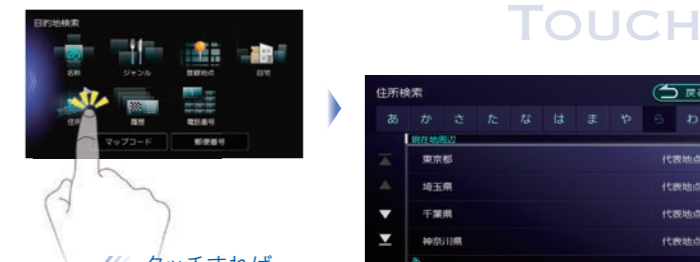 TOUCH
目的地検索
名称
ジャンル
登録地点
自宅
住所
履歴
電話番号
マップコード
郵便番号
タッチすれば
住所検索
戻る
あ か さ た な は ま や ら わ
現在地周辺
東京都 代表地点
埼玉県 代表地点
千葉県 代表地点
神奈川県 代表地点